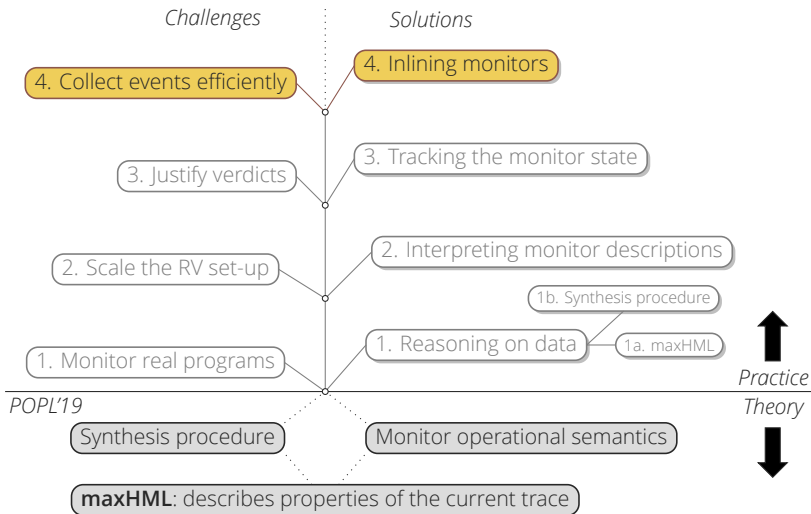 Challenges
Solutions
4. Collect events efficiently
4. Inlining monitors
3. Justify verdicts
3. Tracking the monitor state
2. Scale the RV set-up
2. Interpreting monitor descriptions
1b. Synthesis procedure
1. Monitor real programs
1. Reasoning on data
1a. maxHML
Practice
POPL'19
Theory
Synthesis procedure
Monitor operational semantics
maxHML: describes properties of the current trace